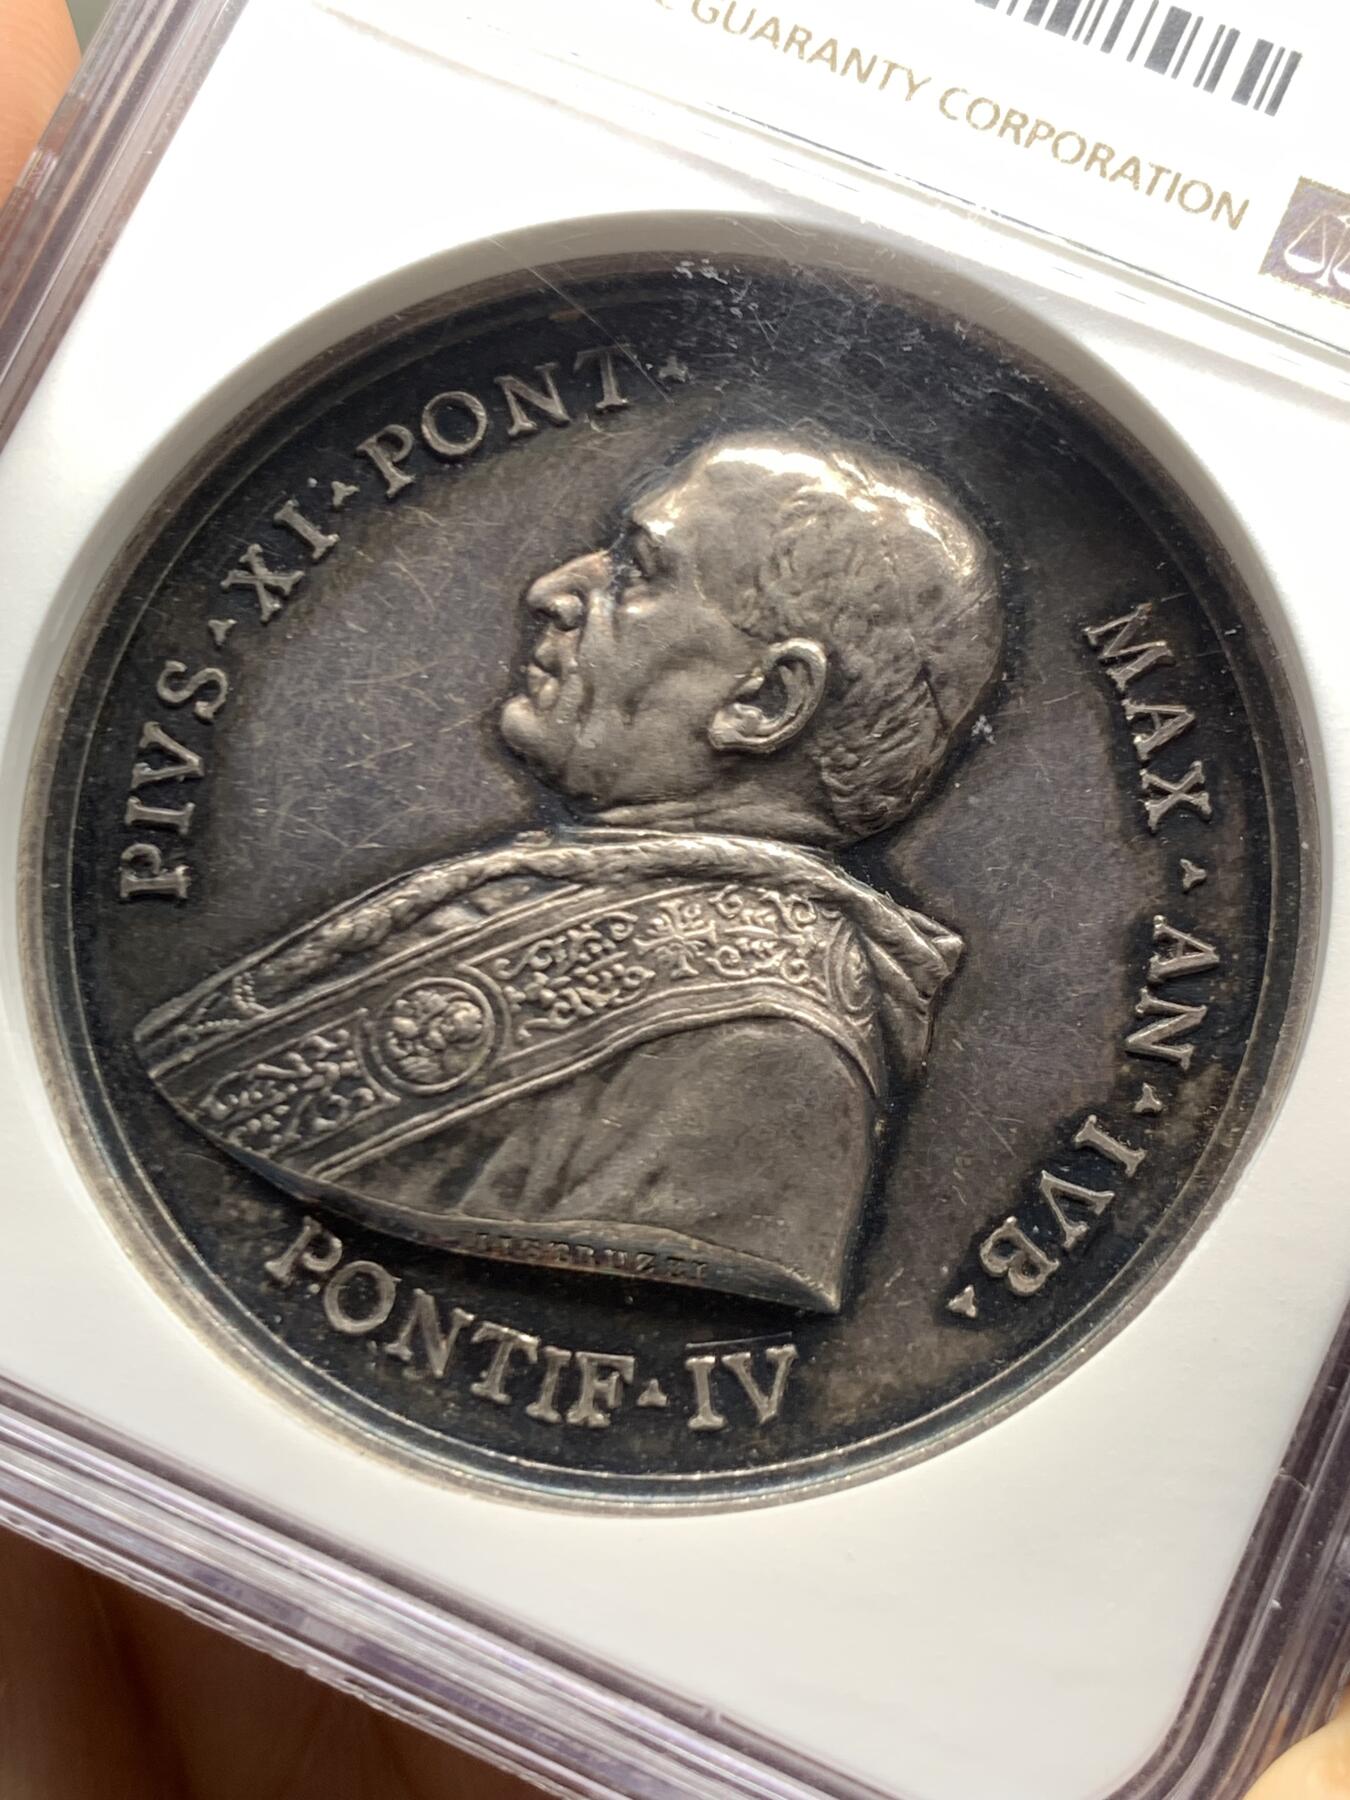 GUARANTY CORPORATION
PIVS · XI · PONT · MAX · AN · IVB ·
PONTIF · IV